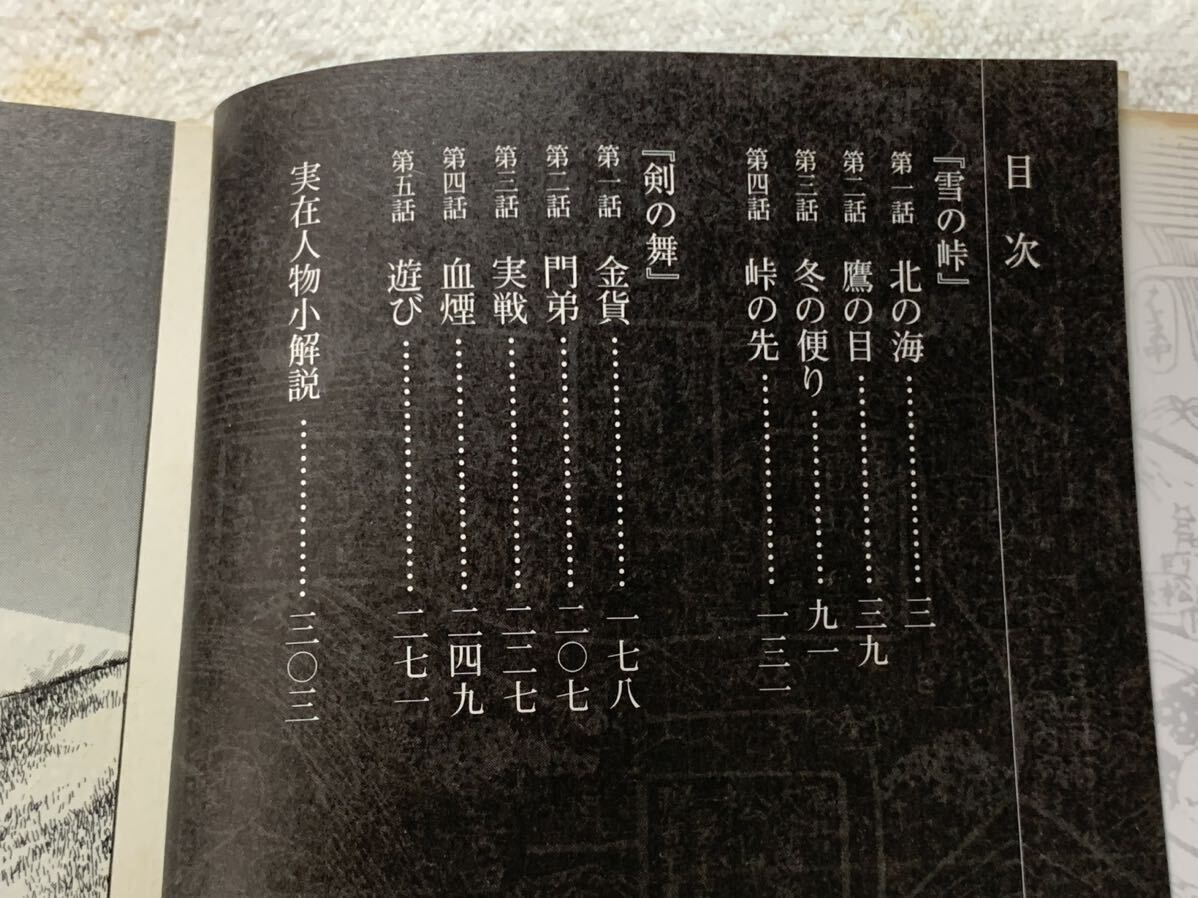 目次
『雪の峠』
第一話 北の海…………………三
第二話 鷹の目…………………三九
第三話 冬の便り………………九一
第四話 峠の先…………………一三一
『剣の舞』
第一話 金貨……………………一七八
第二話 門弟……………………二〇七
第三話 実戦……………………二二七
第四話 血煙……………………二四九
第五話 遊び……………………二七一
実在人物小解説………………三〇三